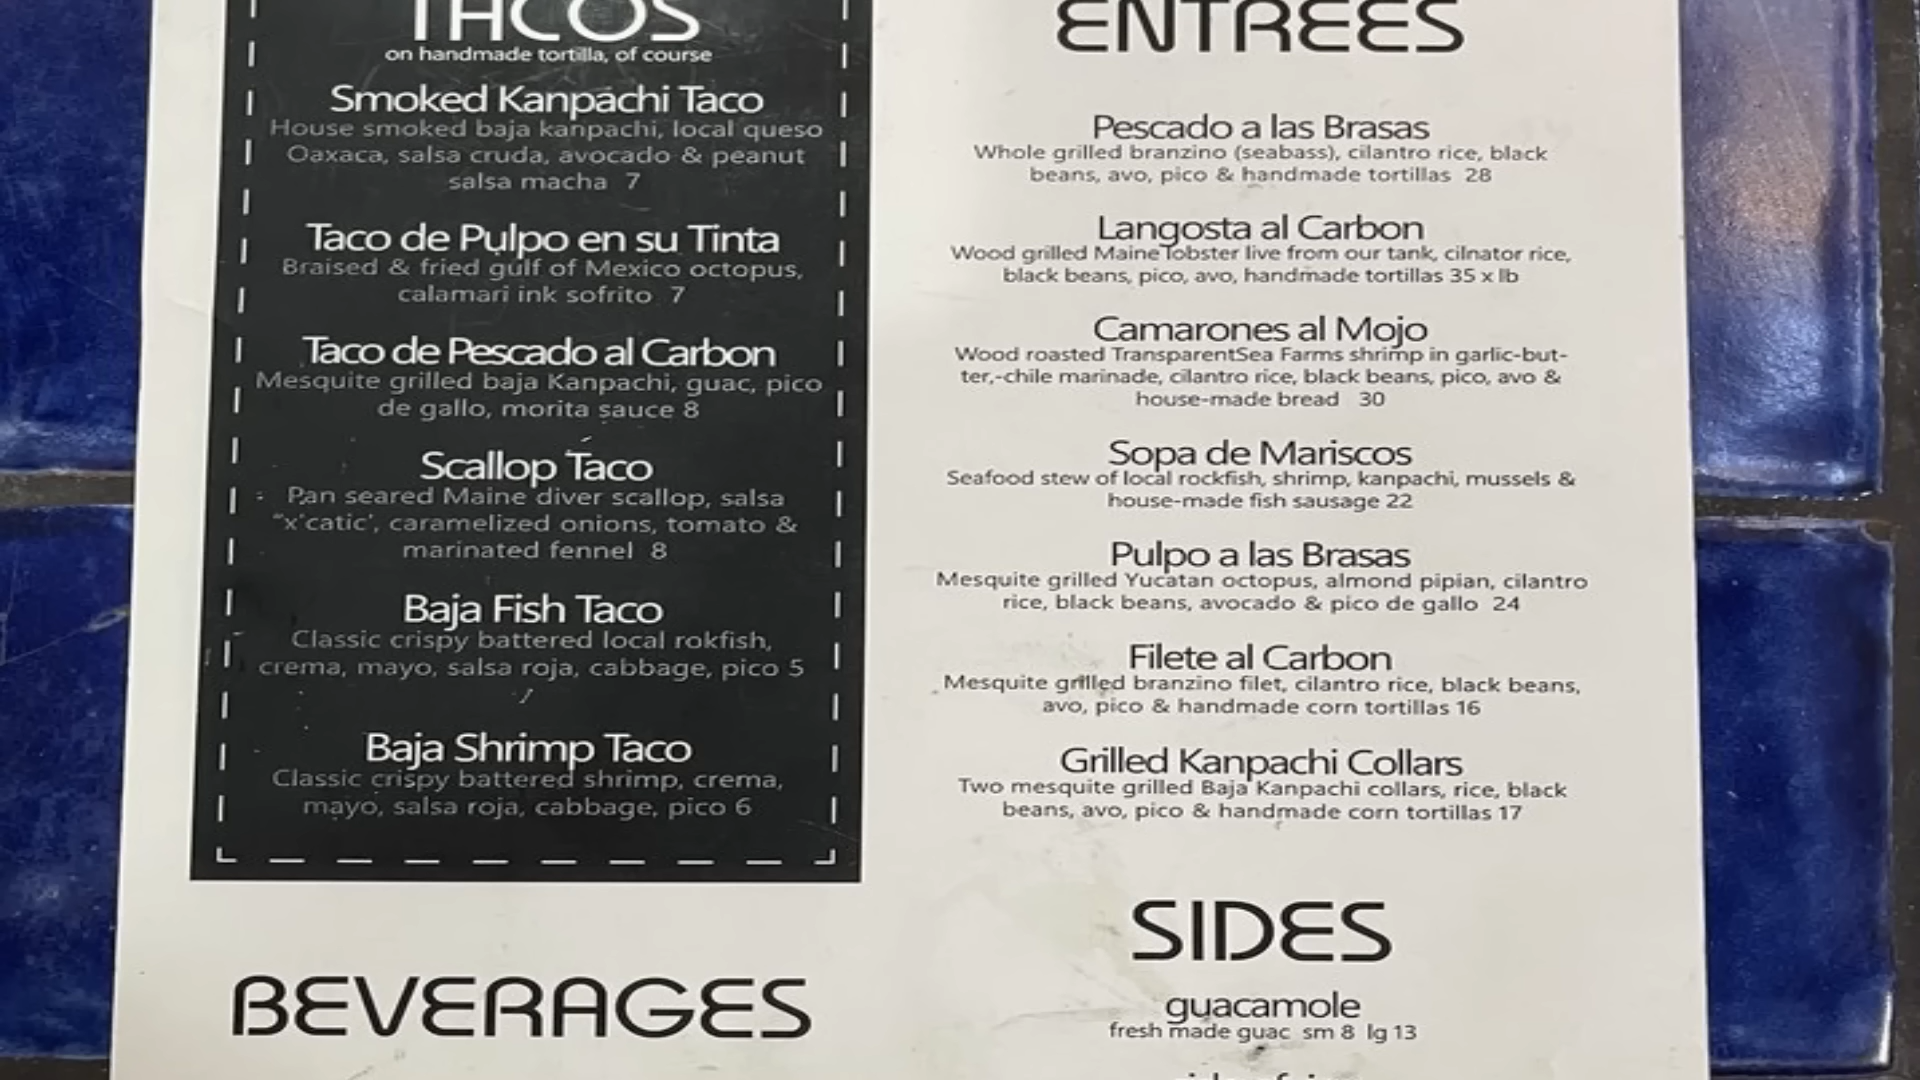 TACOS
on handmade tortilla, of course
Smoked Kanpachi Taco
House smoked baja kanpachi, local queso
Oaxaca, salsa cruda, avocado & peanut
salsa macha 7
Taco de Pulpo en su Tinta
Braised & fried gulf of Mexico octopus,
calamari ink sofrito 7
Taco de Pescado al Carbon
Mesquite grilled baja Kanpachi, guac, pico
de gallo, morita sauce 8
Scallop Taco
Pan seared Maine diver scallop, salsa
"x'catic', caramelized onions, tomato &
marinated fennel 8
Baja Fish Taco
Classic crispy battered local rokfish,
crema, mayo, salsa roja, cabbage, pico 5
Baja Shrimp Taco
Classic crispy battered shrimp, crema,
mayo, salsa roja, cabbage, pico 6
BEVERAGES
ENTREES
Pescado a las Brasas
Whole grilled branzino (seabass), cilantro rice, black
beans, avo, pico & handmade tortillas 28
Langosta al Carbon
Wood grilled Maine lobster live from our tank, cilnator rice,
black beans, pico, avo, handmade tortillas 35 x lb
Camarones al Mojo
Wood roasted TransparentSea Farms shrimp in garlic-but-
ter,-chile marinade, cilantro rice, black beans, pico, avo &
house-made bread 30
Sopa de Mariscos
Seafood stew of local rockfish, shrimp, kanpachi, mussels &
house-made fish sausage 22
Pulpo a las Brasas
Mesquite grilled Yucatan octopus, almond pipian, cilantro
rice, black beans, avocado & pico de gallo 24
Filete al Carbon
Mesquite grilled branzino filet, cilantro rice, black beans,
avo, pico & handmade corn tortillas 16
Grilled Kanpachi Collars
Two mesquite grilled Baja Kanpachi collars, rice, black
beans, avo, pico & handmade corn tortillas 17
SIDES
guacamole
fresh made guac sm 8 lg 13